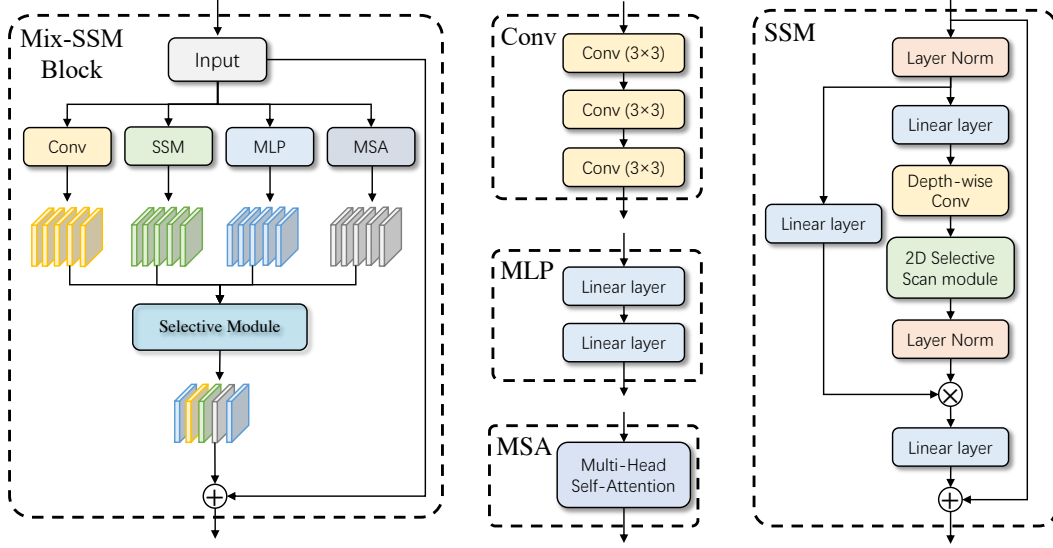 Mix-SSM
Block
Input
Conv
SSM
MLP
MSA
Selective Module
Conv
Conv (3×3)
Conv (3×3)
Conv (3×3)
MLP
Linear layer
Linear layer
MSA
Multi-Head
Self-Attention
SSM
Layer Norm
Linear layer
Depth-wise
Conv
Linear layer
2D Selective
Scan module
Layer Norm
Linear layer